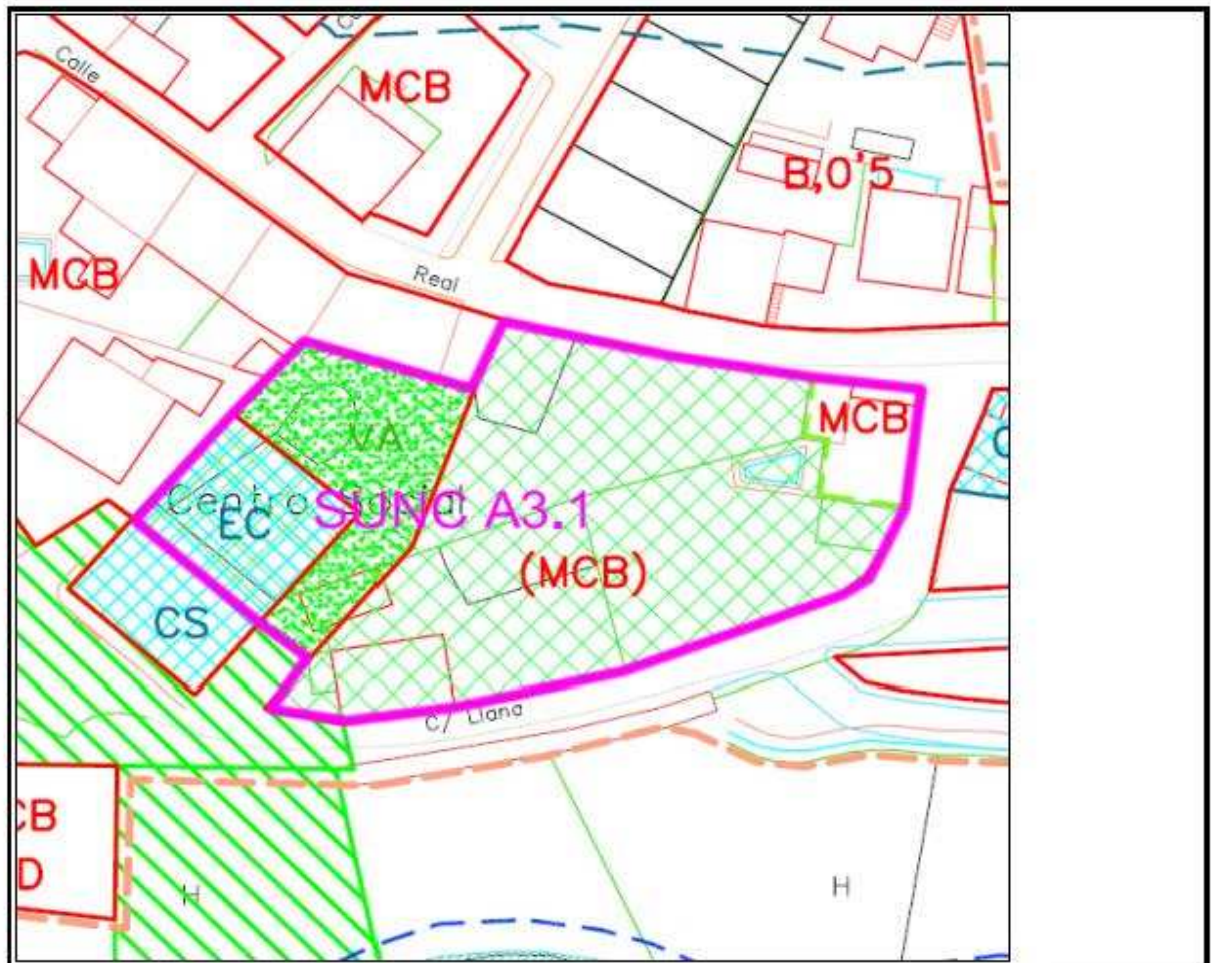 Calle
MCB
B,0'5
MCB
Real
MCB
VA
Centro Social
SUNC A3.1
EC
(MCB)
CS
C/ Llana
CB
D
H
H